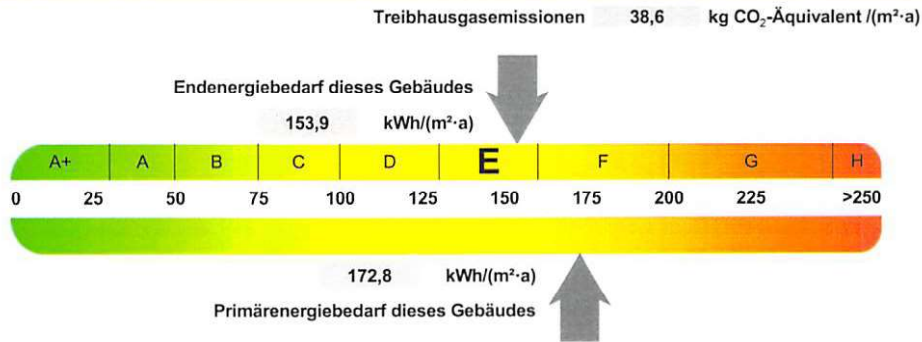 Treibhausgasemissionen 38,6 kg CO₂-Äquivalent /(m²·a)
Endenergiebedarf dieses Gebäudes
153,9 kWh/(m²·a)
A+ A B C D E F G H
0 25 50 75 100 125 150 175 200 225 >250
172,8 kWh/(m²·a)
Primärenergiebedarf dieses Gebäudes